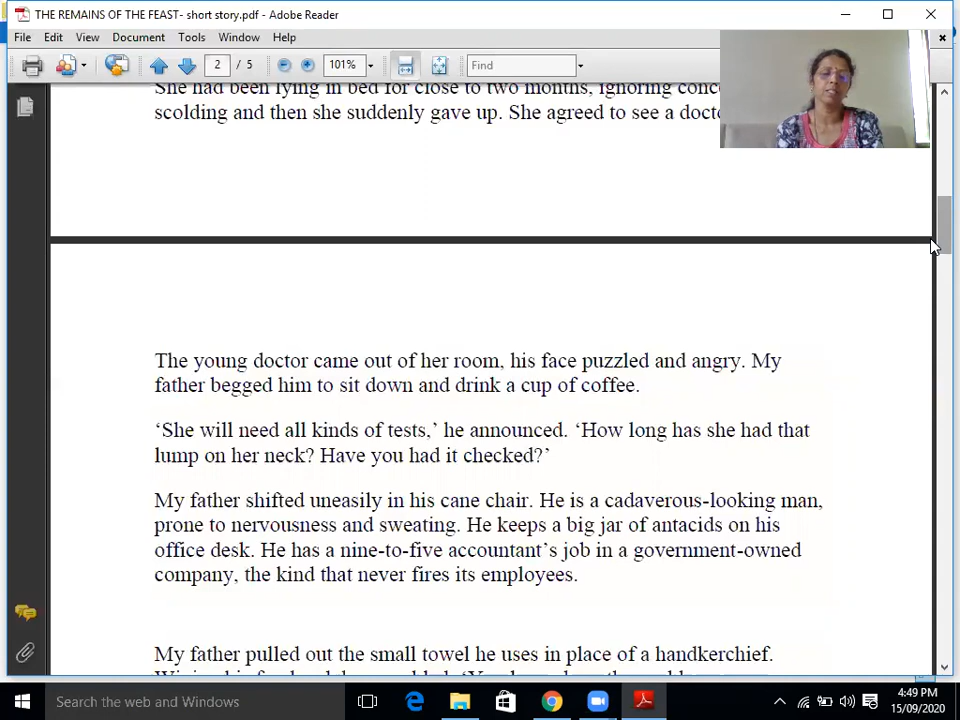 THE REMAINS OF THE FEAST- short story.pdf - Adobe Reader
File Edit View Document Tools Window Help
2 / 5 101% Find
She had been lying in bed for close to two months, ignoring
scolding and then she suddenly gave up. She agreed to see a
The young doctor came out of her room, his face puzzled and angry. My
father begged him to sit down and drink a cup of coffee.
‘She will need all kinds of tests,’ he announced. ‘How long has she had that
lump on her neck? Have you had it checked?’
My father shifted uneasily in his cane chair. He is a cadaverous-looking man,
prone to nervousness and sweating. He keeps a big jar of antacids on his
office desk. He has a nine-to-five accountant’s job in a government-owned
company, the kind that never fires its employees.
My father pulled out the small towel he uses in place of a handkerchief.
Search the web and Windows
4:49 PM
15/09/2020